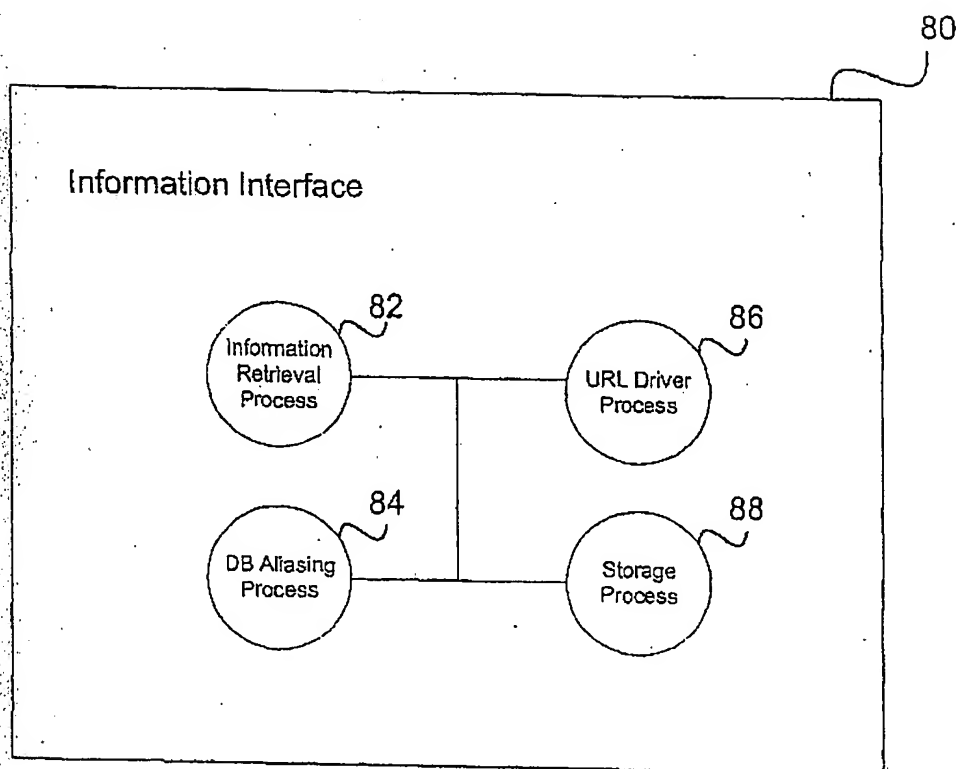 80
Information Interface
82
Information
Retrieval
Process
86
URL Driver
Process
84
DB Aliasing
Process
88
Storage
Process